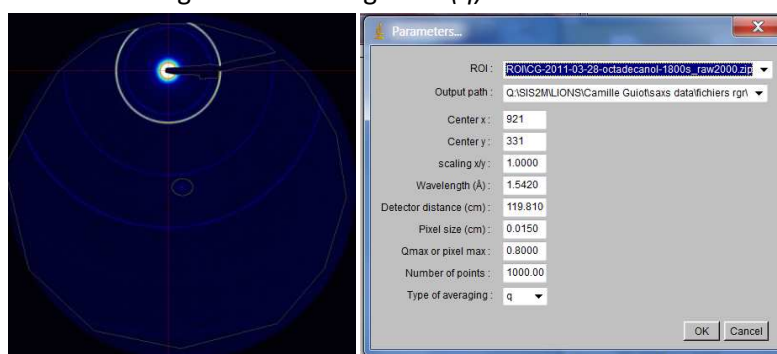 Parameters...
ROI : ROI\CG-2011-03-28-octadecanol-1800s_raw2000.zip
Output path : Q:\SIS2M\LIONS\Camille Guiot\saxs data\fichiers rgr\
Center x : 921
Center y : 331
scaling x/y : 1.0000
Wavelength (Å) : 1.5420
Detector distance (cm) : 119.810
Pixel size (cm) : 0.0150
Qmax or pixel max : 0.8000
Number of points : 1000.00
Type of averaging : q
OK Cancel